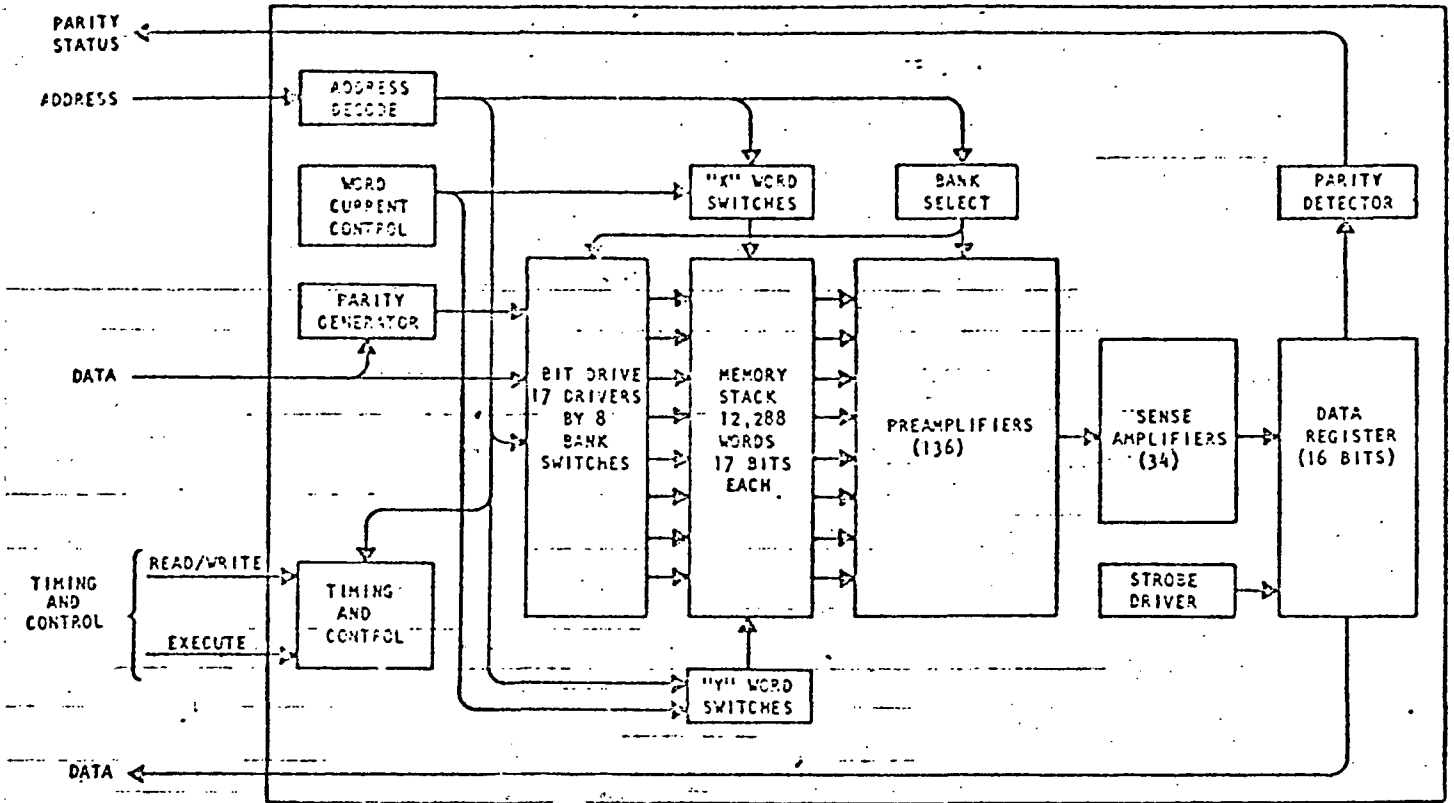 PARITY
STATUS
ADDRESS
ADDRESS
DECODE
WORD
CURRENT
CONTROL
"X" WORD
SWITCHES
BANK
SELECT
PARITY
DETECTOR
PARITY
GENERATOR
DATA
BIT DRIVE
17 DRIVERS
BY 8
BANK
SWITCHES
MEMORY
STACK
12,288
WORDS
17 BITS
EACH
PREAMPLIFIERS
(136)
SENSE
AMPLIFIERS
(34)
DATA
REGISTER
(16 BITS)
TIMING
AND
CONTROL
READ/WRITE
EXECUTE
TIMING
AND
CONTROL
STROBE
DRIVER
"Y" WORD
SWITCHES
DATA